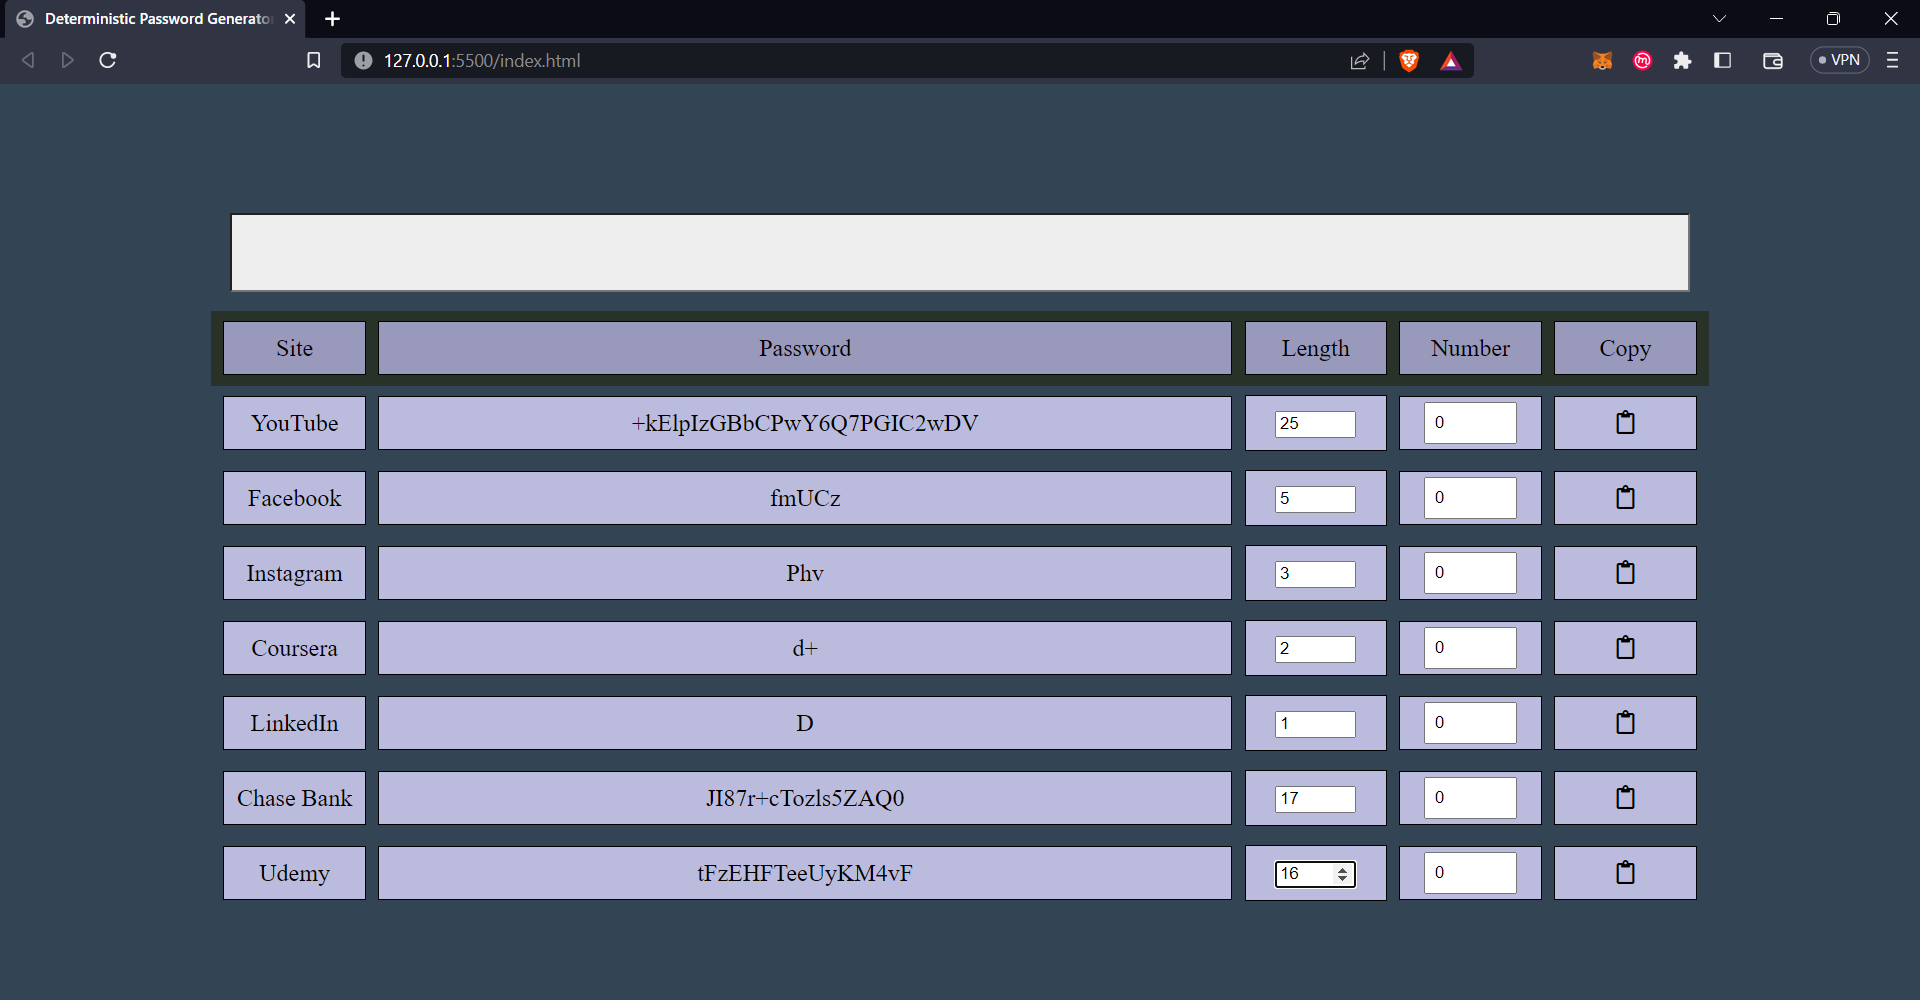 Deterministic Password Generato
127.0.0.1:5500/index.html
VPN
Site Password Length Number Copy
YouTube +kElpIzGBbCPwY6Q7PGIC2wDV 25 0
Facebook fmUCz 5 0
Instagram Phv 3 0
Coursera d+ 2 0
LinkedIn D 1 0
Chase Bank JI87r+cTozls5ZAQ0 17 0
Udemy tFzEHFTeeUyKM4vF 16 0